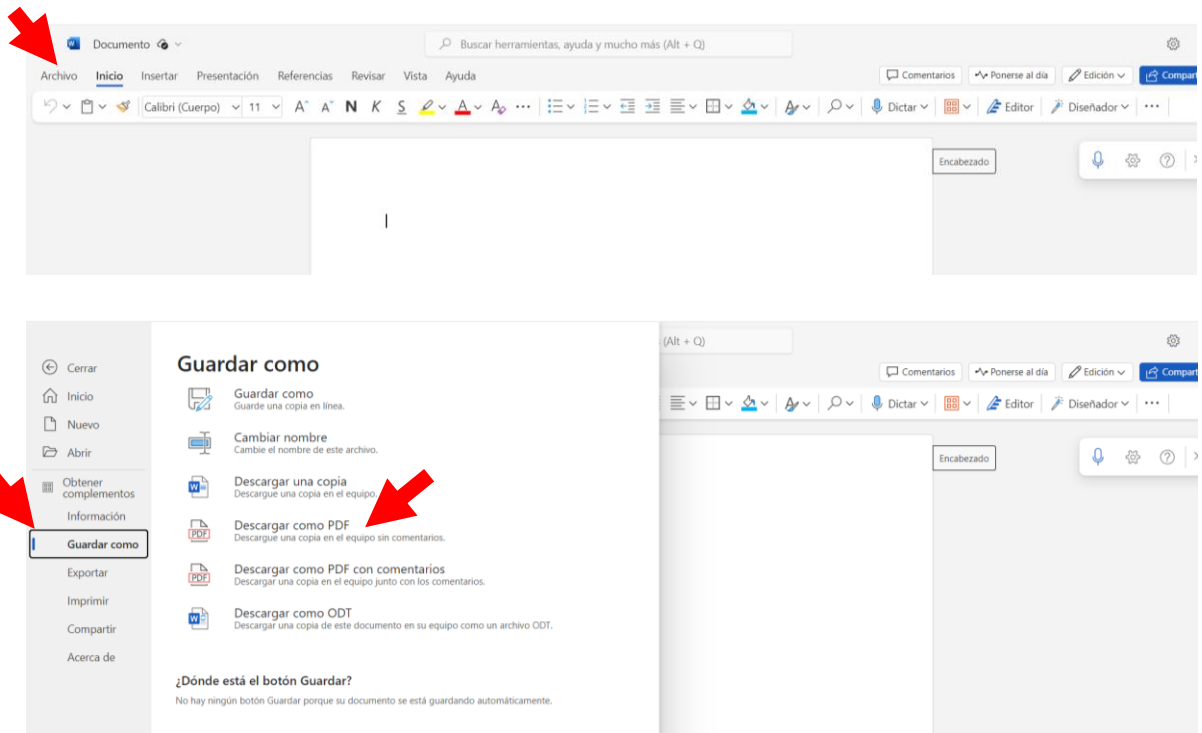 Documento
Buscar herramientas, ayuda y mucho más (Alt + Q)
Archivo Inicio Insertar Presentación Referencias Revisar Vista Ayuda
Comentarios Ponerse al día Edición Compart
Calibri (Cuerpo) 11 A A N K S A A Dictar Editor Diseñador
Encabezado
(Alt + Q)
Comentarios Ponerse al día Edición Compart
Dictar Editor Diseñador
Encabezado
Cerrar
Inicio
Nuevo
Abrir
Obtener
complementos
Información
Guardar como
Exportar
Imprimir
Compartir
Acerca de
Guardar como
Guardar como
Guarde una copia en línea.
Cambiar nombre
Cambie el nombre de este archivo.
Descargar una copia
Descargue una copia en el equipo.
PDF
Descargar como PDF
Descargue una copia en el equipo sin comentarios.
PDF
Descargar como PDF con comentarios
Descargar una copia en el equipo junto con los comentarios.
Descargar como ODT
Descargar una copia de este documento en su equipo como un archivo ODT.
¿Dónde está el botón Guardar?
No hay ningún botón Guardar porque su documento se está guardando automáticamente.